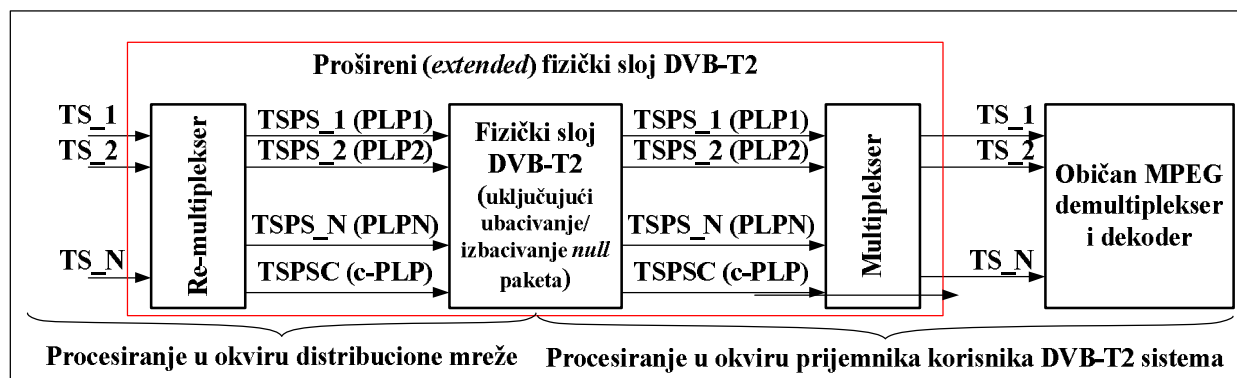 Prošireni (extended) fizički sloj DVB-T2
TS_1
TS_2
TS_N
Re-multiplekser
TSPS_1 (PLP1)
TSPS_2 (PLP2)
TSPS_N (PLPN)
TSPSC (c-PLP)
Fizički sloj
DVB-T2
(uključujući
ubacivanje/
izbacivanje null
paketa)
TSPS_1 (PLP1)
TSPS_2 (PLP2)
TSPS_N (PLPN)
TSPSC (c-PLP)
Multiplekser
TS_1
TS_2
TS_N
Običan MPEG
demultiplekser
i dekoder
Procesiranje u okviru distribucione mreže
Procesiranje u okviru prijemnika korisnika DVB-T2 sistema